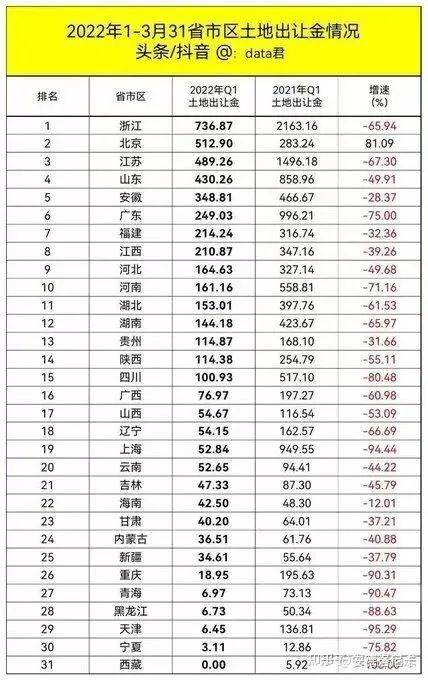 2022年1-3月31省市区土地出让金情况
头条/抖音 @：data君
排名 省市区 2022年Q1 土地出让金 2021年Q1 土地出让金 增速 (%)
1 浙江 736.87 2163.16 -65.94
2 北京 512.90 283.24 81.09
3 江苏 489.26 1496.18 -67.30
4 山东 430.26 858.96 -49.91
5 安徽 348.81 466.67 -28.37
6 广东 249.03 996.21 -75.00
7 福建 214.24 316.74 -32.36
8 江西 210.87 347.16 -39.26
9 河北 164.63 327.14 -49.68
10 河南 161.16 558.81 -71.16
11 湖北 153.01 397.76 -61.53
12 湖南 144.18 423.67 -65.97
13 贵州 114.87 168.10 -31.66
14 陕西 114.38 254.79 -55.11
15 四川 100.93 517.10 -80.48
16 广西 76.97 197.27 -60.98
17 山西 54.67 116.54 -53.09
18 辽宁 54.15 162.57 -66.69
19 上海 52.84 949.55 -94.44
20 云南 52.65 94.41 -44.22
21 吉林 47.33 87.30 -45.79
22 海南 42.50 48.30 -12.01
23 甘肃 40.20 64.01 -37.21
24 内蒙古 36.51 61.76 -40.88
25 新疆 34.61 55.64 -37.79
26 重庆 18.95 195.63 -90.31
27 青海 6.97 73.13 -90.47
28 黑龙江 6.73 50.34 -88.63
29 天津 6.45 136.81 -95.29
30 宁夏 3.11 12.86 -75.82
31 西藏 0.00 5.92
知乎